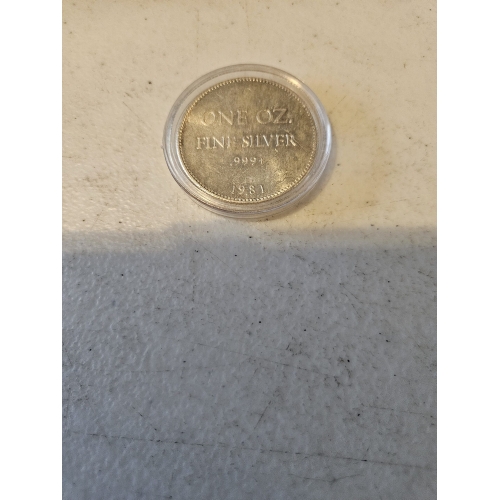 ONE OZ.
FINE SILVER
.999+
1981